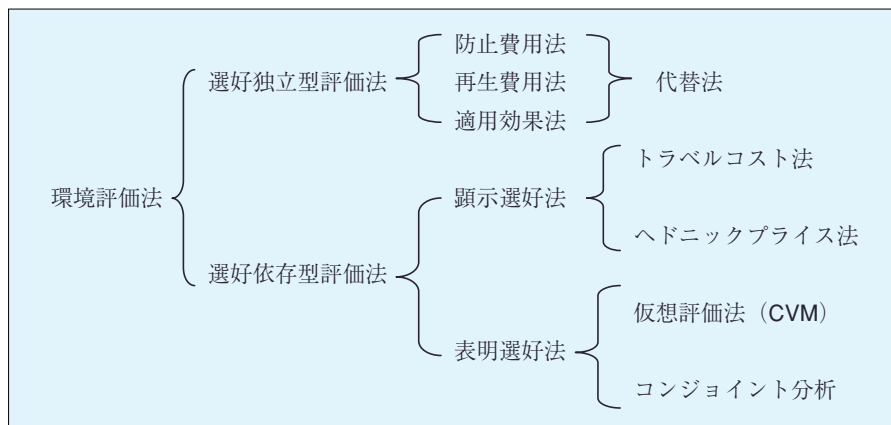 防止費用法
選好独立型評価法
再生費用法
代替法
適用効果法
トラベルコスト法
環境評価法
顕示選好法
ヘドニックプライス法
選好依存型評価法
仮想評価法（CVM）
表明選好法
コンジョイント分析